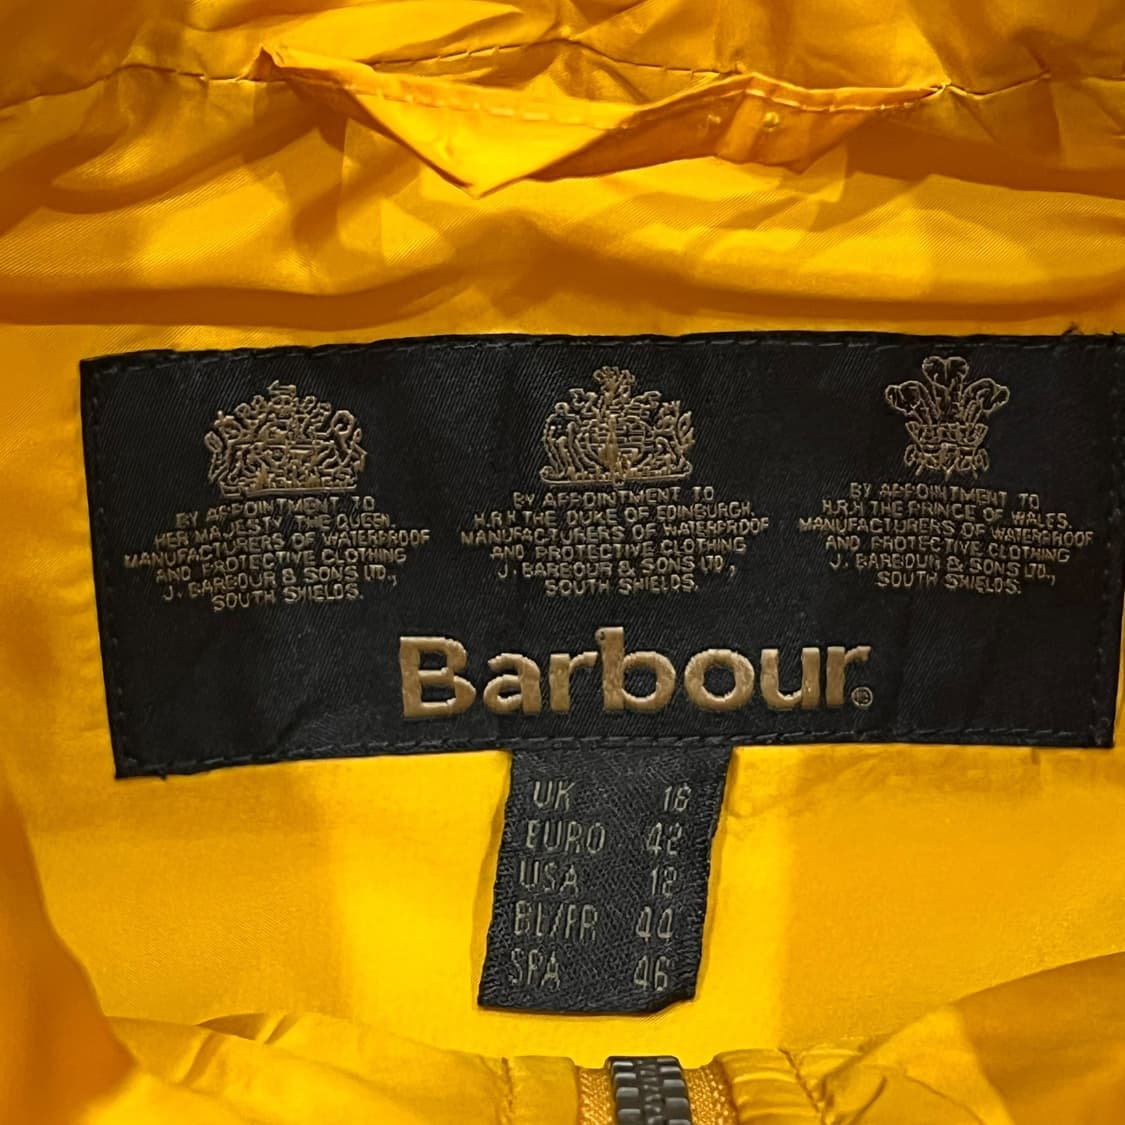 BY APPOINTMENT TO
HER MAJESTY THE QUEEN.
MANUFACTURERS OF WATERPROOF
AND PROTECTIVE CLOTHING
J. BARBOUR & SONS LTD.,
SOUTH SHIELDS.
BY APPOINTMENT TO
H.R.H THE DUKE OF EDINBURGH.
MANUFACTURERS OF WATERPROOF
AND PROTECTIVE CLOTHING
J. BARBOUR & SONS LTD.,
SOUTH SHIELDS.
BY APPOINTMENT TO
H.R.H THE PRINCE OF WALES.
MANUFACTURERS OF WATERPROOF
AND PROTECTIVE CLOTHING
J. BARBOUR & SONS LTD.,
SOUTH SHIELDS.
Barbour®
UK 16
EURO 42
USA 12
BL/FR 44
SPA 46